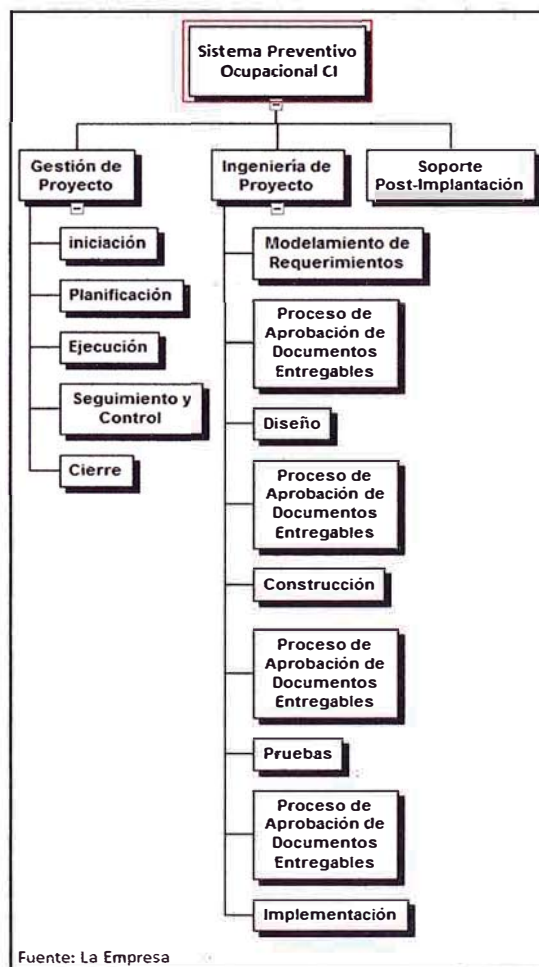 Sistema Preventivo
Ocupacional CI
Gestión de
Proyecto
iniciación
Planificación
Ejecución
Seguimiento y
Control
Cierre
Ingeniería de
Proyecto
Modelamiento de
Requerimientos
Proceso de
Aprobación de
Documentos
Entregables
Diseño
Proceso de
Aprobación de
Documentos
Entregables
Construcción
Proceso de
Aprobación de
Documentos
Entregables
Pruebas
Proceso de
Aprobación de
Documentos
Entregables
Implementación
Soporte
Post-Implantación
Fuente: La Empresa